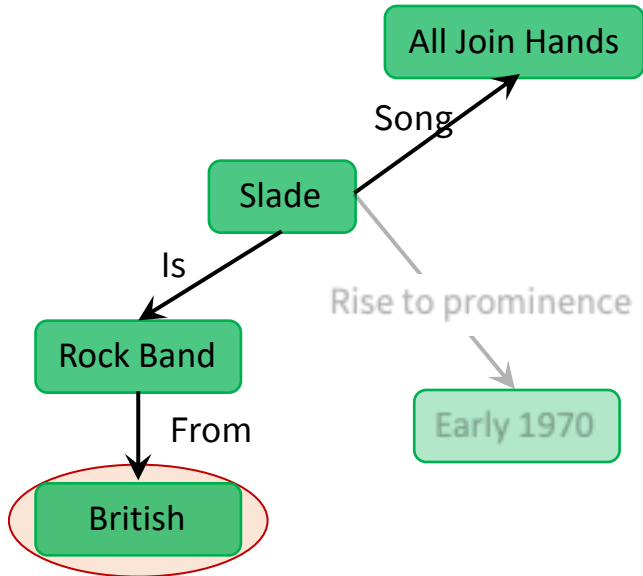 All Join Hands
Song
Slade
Is
Rise to prominence
Rock Band
Early 1970
From
British